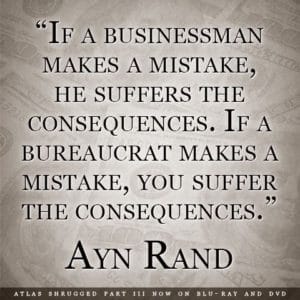 “IF A BUSINESSMAN
MAKES A MISTAKE,
HE SUFFERS THE
CONSEQUENCES. IF A
BUREAUCRAT MAKES A
MISTAKE, YOU SUFFER
THE CONSEQUENCES.”
AYN RAND
ATLAS SHRUGGED PART III NOW ON BLU-RAY AND DVD